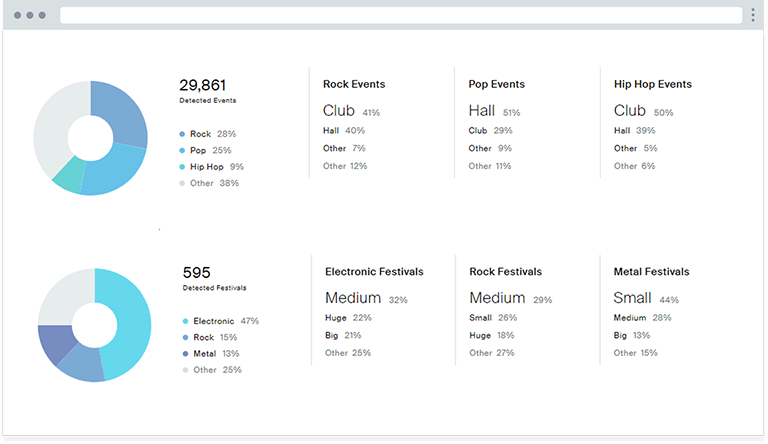 29,861
Detected Events
Rock 28%
Pop 25%
Hip Hop 9%
Other 38%
Rock Events
Club 41%
Hall 40%
Other 7%
Other 12%
Pop Events
Hall 51%
Club 29%
Other 9%
Other 11%
Hip Hop Events
Club 50%
Hall 39%
Other 5%
Other 6%
595
Detected Festivals
Electronic 47%
Rock 15%
Metal 13%
Other 25%
Electronic Festivals
Medium 32%
Huge 22%
Big 21%
Other 25%
Rock Festivals
Medium 29%
Small 26%
Huge 18%
Other 27%
Metal Festivals
Small 44%
Medium 28%
Big 13%
Other 15%